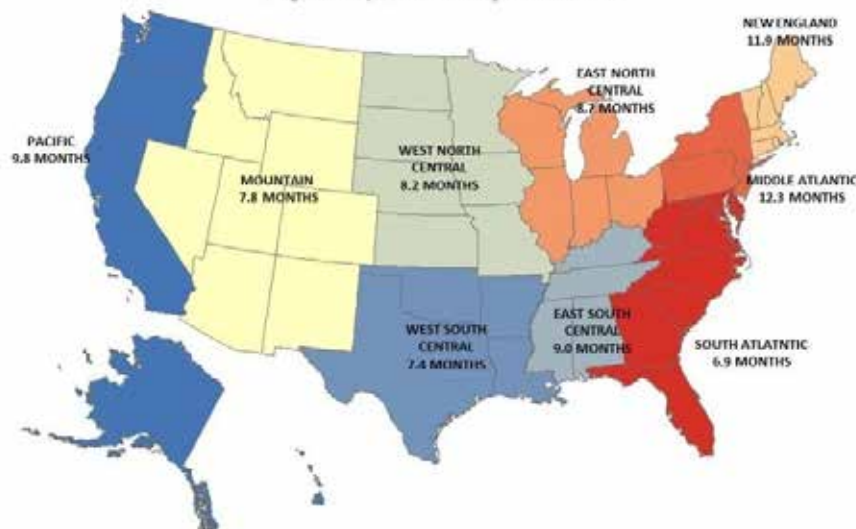 NEW ENGLAND
11.9 MONTHS
EAST NORTH
CENTRAL
8.7 MONTHS
PACIFIC
9.8 MONTHS
WEST NORTH
CENTRAL
8.2 MONTHS
MOUNTAIN
7.8 MONTHS
MIDDLE ATLANTIC
12.3 MONTHS
WEST SOUTH
CENTRAL
7.4 MONTHS
EAST SOUTH
CENTRAL
9.0 MONTHS
SOUTH ATLATNTIC
6.9 MONTHS